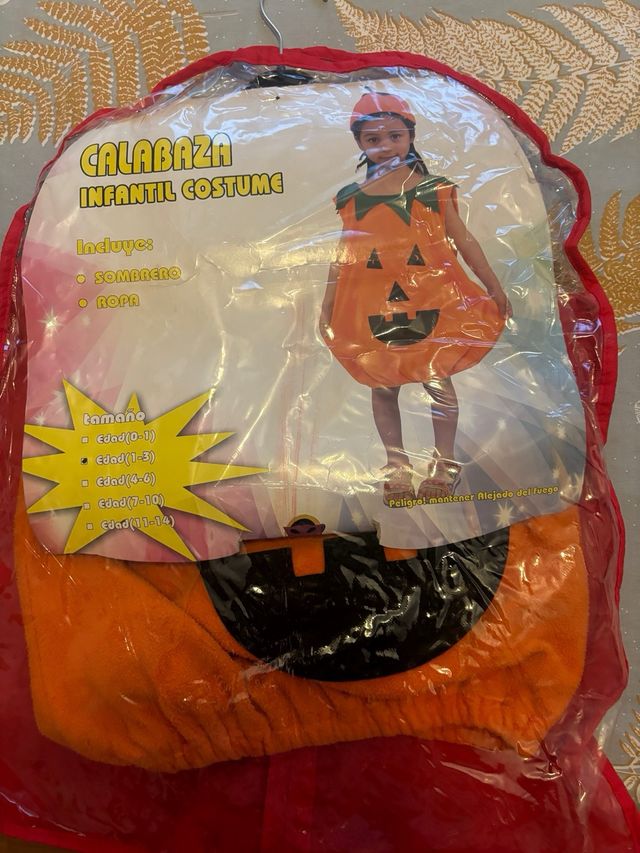 CALABAZA
INFANTIL COSTUME
Incluye:
SOMBRERO
ROPA
tamaño
Edad(0-1)
Edad(1-3)
Edad(4-6)
Edad(7-10)
Edad(11-14)
Peligro! mantener Alejado del fuego